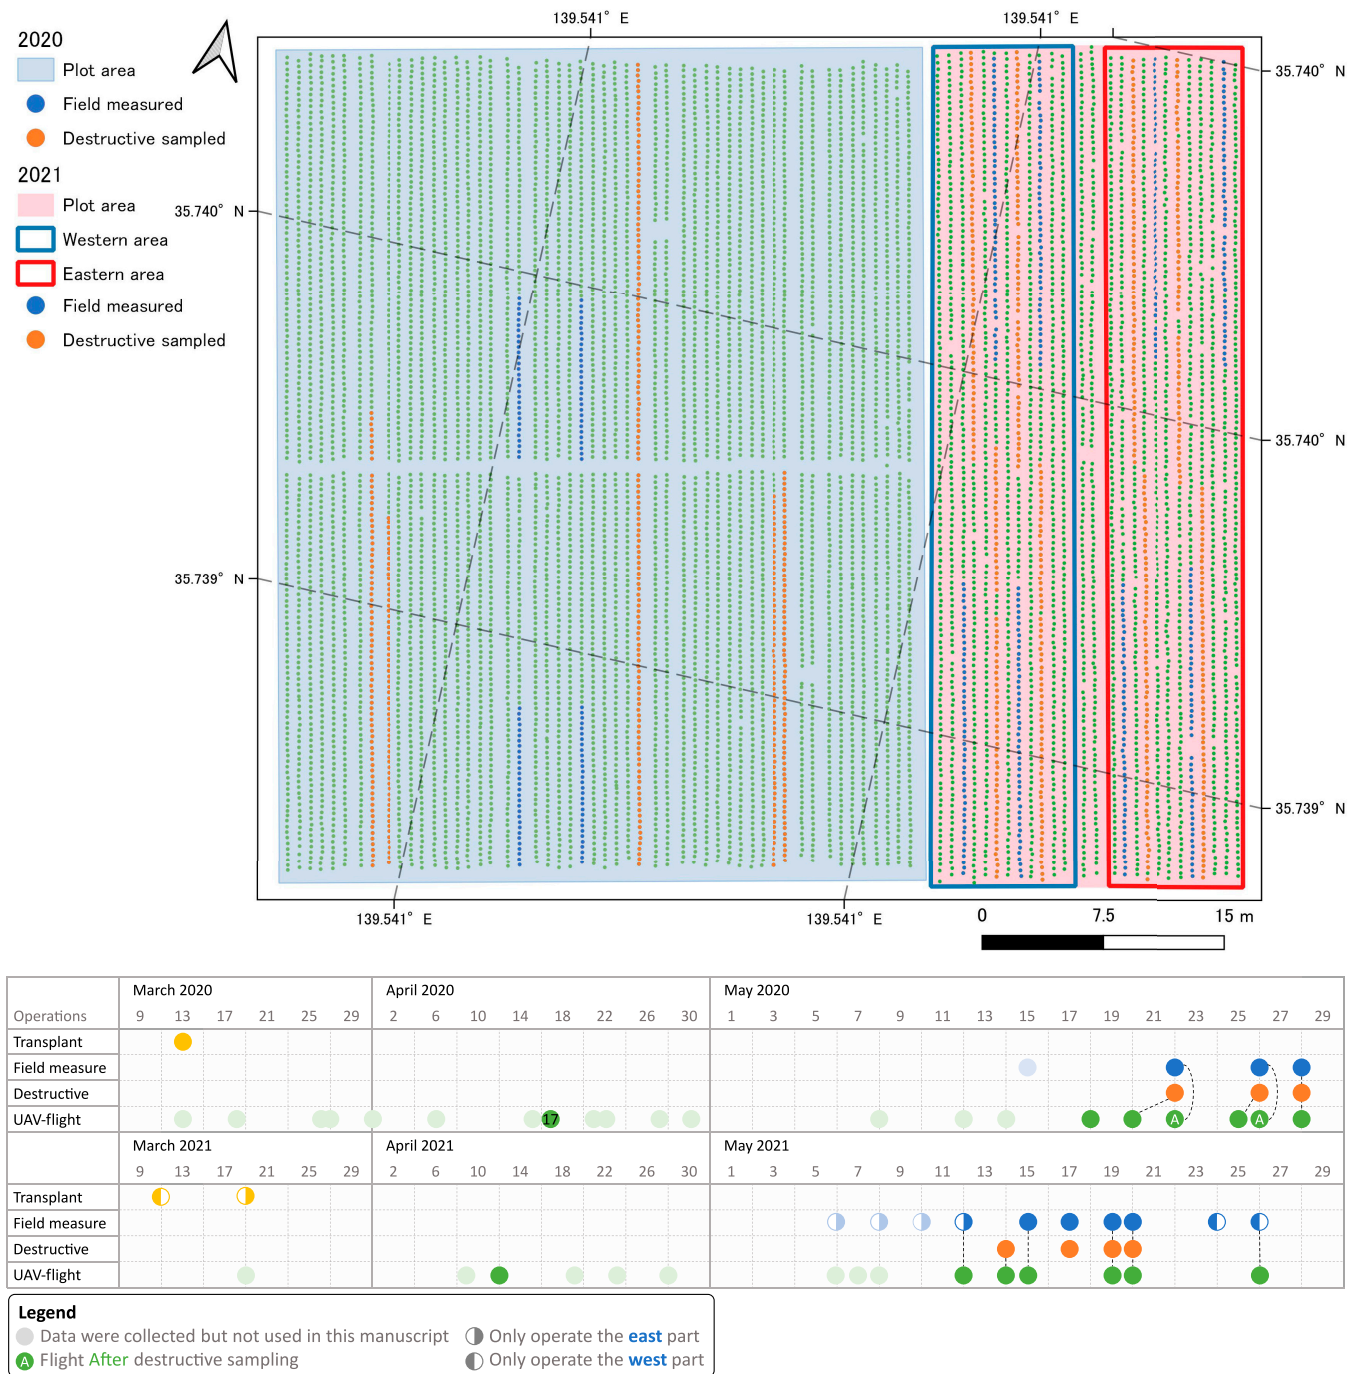 139.541° E
139.541° E
2020
Plot area
Field measured
Destructive sampled
2021
Plot area
Western area
Eastern area
Field measured
Destructive sampled
35.740° N
35.740° N
35.740° N
35.739° N
35.739° N
139.541° E
139.541° E
0 7.5 15 m
March 2020 April 2020 May 2020
Operations 9 13 17 21 25 29 2 6 10 14 18 22 26 30 1 3 5 7 9 11 13 15 17 19 21 23 25 27 29
Transplant
Field measure
Destructive
UAV-flight 17 A A
March 2021 April 2021 May 2021
9 13 17 21 25 29 2 6 10 14 18 22 26 30 1 3 5 7 9 11 13 15 17 19 21 23 25 27 29
Transplant
Field measure
Destructive
UAV-flight
Legend
Data were collected but not used in this manuscript Only operate the east part
A Flight After destructive sampling Only operate the west part